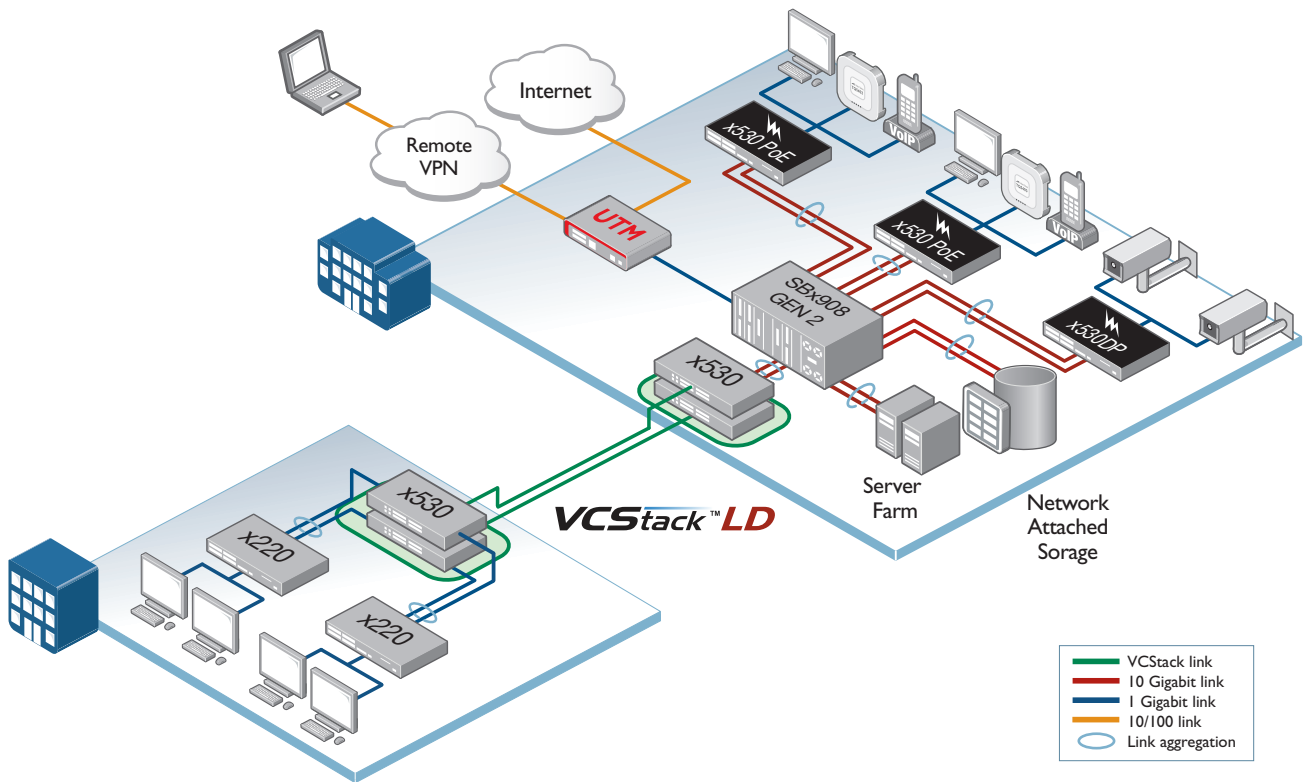 Internet
Remote
VPN
UTM
x530 PoE
VoIP
x530 PoE
VoIP
SBx908
GEN 2
x530DP
x530
x530
VCStack™ LD
Server
Farm
Network
Attached
Sorage
x220
x220
VCStack link
10 Gigabit link
1 Gigabit link
10/100 link
Link aggregation